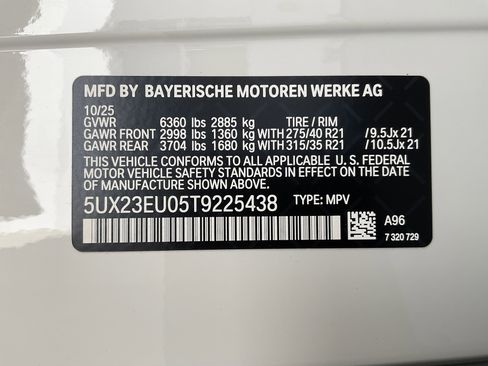 MFD BY BAYERISCHE MOTOREN WERKE AG
10/25
GVWR 6360 lbs 2885 kg TIRE / RIM
GAWR FRONT 2998 lbs 1360 kg WITH 275/40 R21 / 9.5Jx 21
GAWR REAR 3704 lbs 1680 kg WITH 315/35 R21 / 10.5Jx 21
THIS VEHICLE CONFORMS TO ALL APPLICABLE U. S. FEDERAL
MOTOR VEHICLE SAFETY STANDARDS IN EFFECT ON THE
DATE OF MANUFACTURE SHOWN ABOVE.
5UX23EU05T9225438 TYPE: MPV
A96
7 320 729